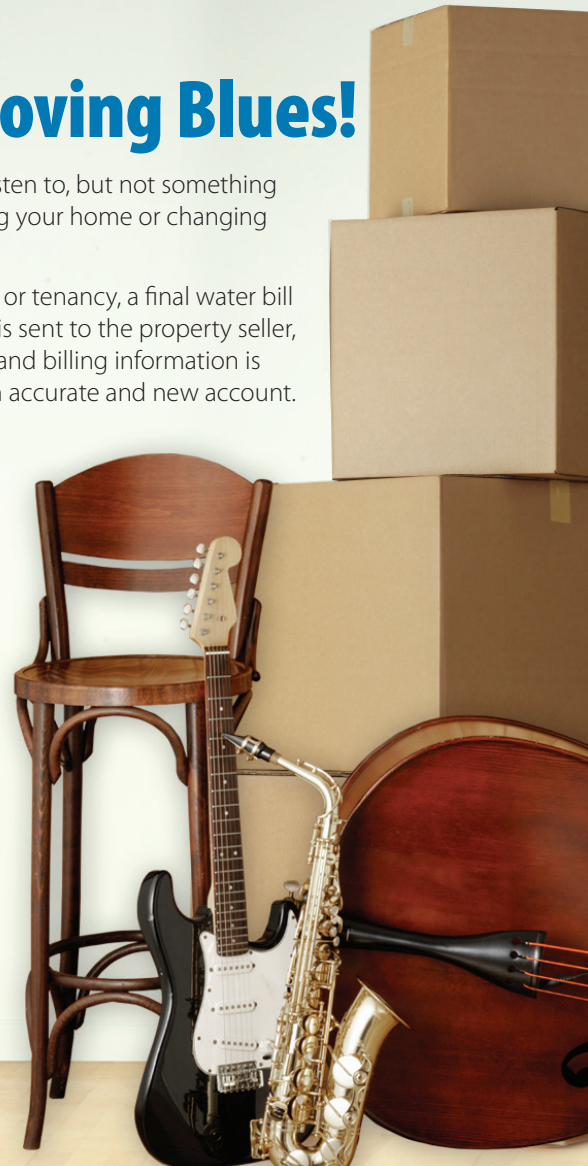 oving Blues!
sten to, but not something
g your home or changing
or tenancy, a final water bill
is sent to the property seller,
and billing information is
accurate and new account.